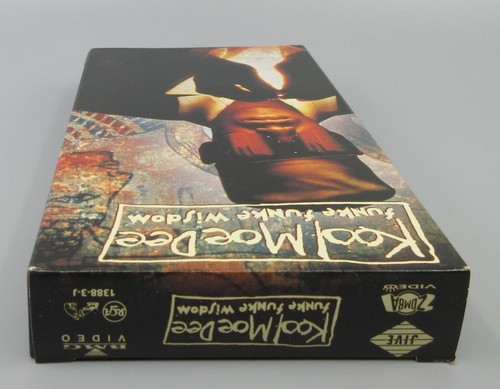 Kool Moe Dee
funke funke Wisdom
JIVE
ZOMBA
VIDEO
Kool Moe Dee
funke funke Wisdom
RCA
1388-3-J
BMG
VIDEO